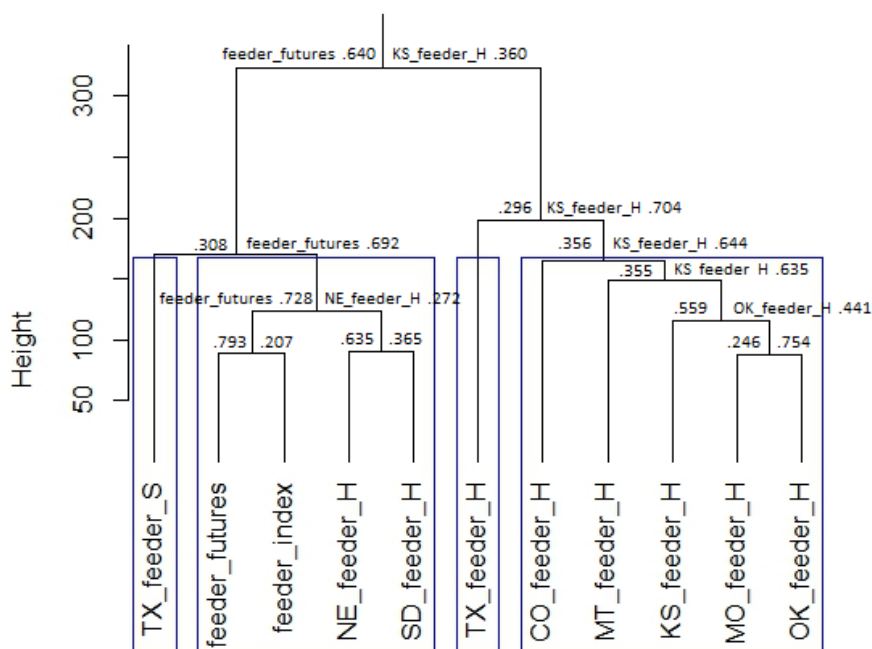 feeder_futures .640 KS_feeder_H .360
300
.296 KS_feeder_H .704
200
.308 feeder_futures .692
.356 KS_feeder_H .644
.355 KS feeder H .635
feeder_futures .728 NE_feeder_H .272
.559 OK_feeder_H .441
.793 .207
.635 .365
.246 .754
100
50
Height
TX_feeder_S
feeder_futures
feeder_index
NE_feeder_H
SD_feeder_H
TX_feeder_H
CO_feeder_H
MT_feeder_H
KS_feeder_H
MO_feeder_H
OK_feeder_H